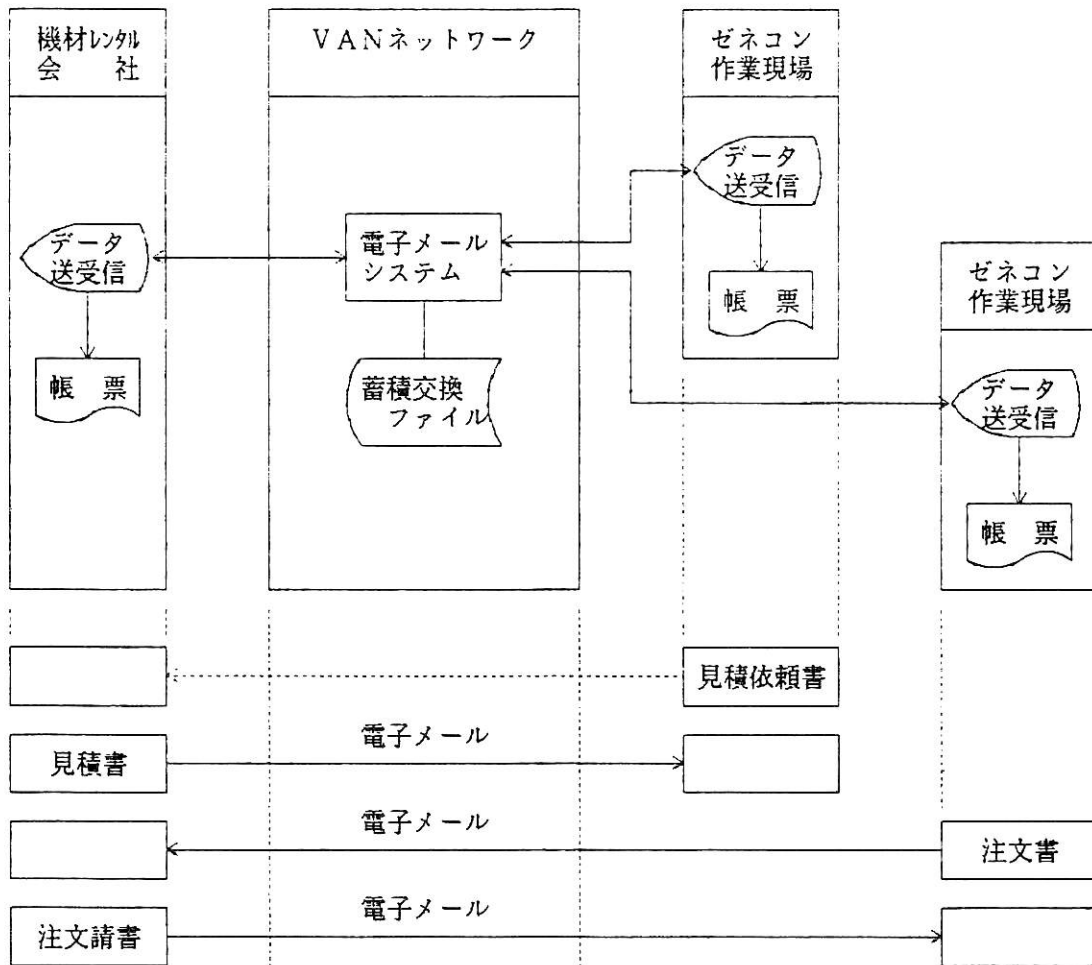 機材レンタル
会社
VANネットワーク
ゼネコン
作業現場
データ
送受信
データ
送受信
電子メール
システム
帳票
ゼネコン
作業現場
帳票
蓄積交換
ファイル
データ
送受信
帳票
見積依頼書
電子メール
見積書
電子メール
注文書
電子メール
注文請書